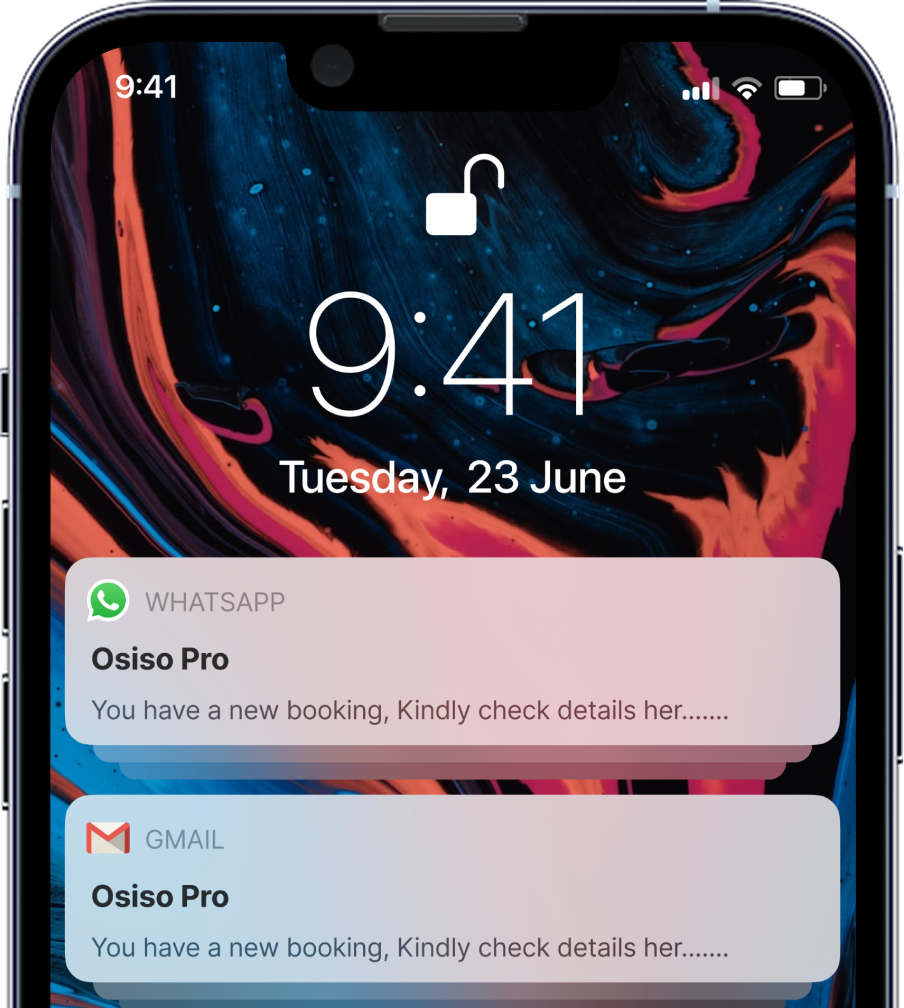 9:41
9:41
Tuesday, 23 June
WHATSAPP
Osiso Pro
You have a new booking, Kindly check details her.......
GMAIL
Osiso Pro
You have a new booking, Kindly check details her.......